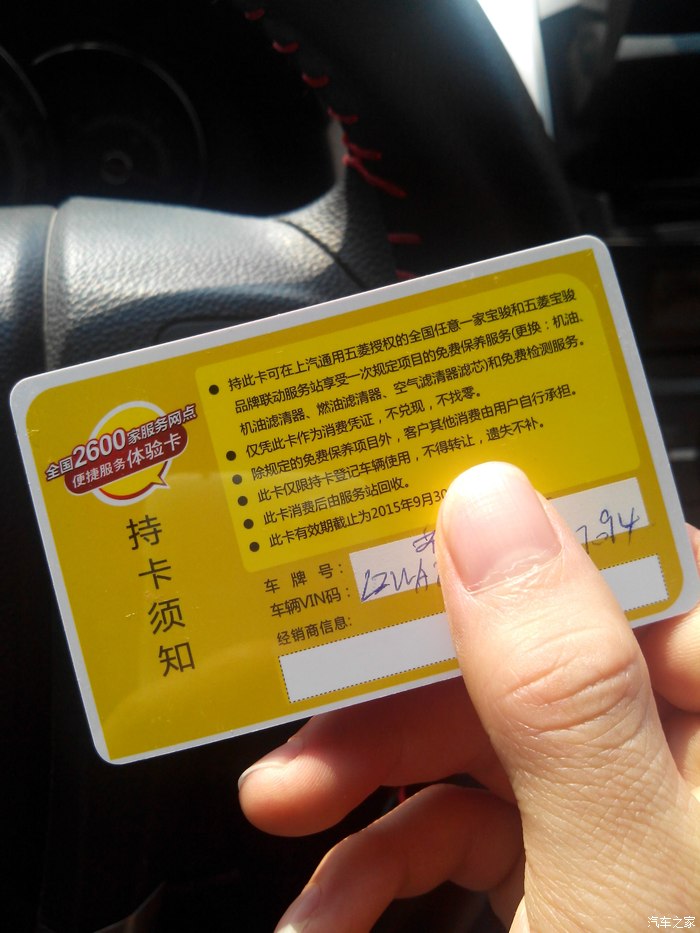 全国2600家服务网点
便捷服务体验卡
持卡须知
● 持此卡可在上汽通用五菱授权的全国任意一家宝骏和五菱宝骏
品牌联动服务站享受一次规定项目的免费保养服务(更换：机油、
机油滤清器、燃油滤清器、空气滤清器滤芯)和免费检测服务。
● 仅凭此卡作为消费凭证，不兑现，不找零。
● 除规定的免费保养项目外，客户其他消费由用户自行承担。
● 此卡仅限持卡登记车辆使用，不得转让，遗失不补。
● 此卡消费后由服务站回收。
● 此卡有效期截止为2015年9月30
车 牌 号：
车辆VIN码：LZWA
经销商信息：
汽车之家